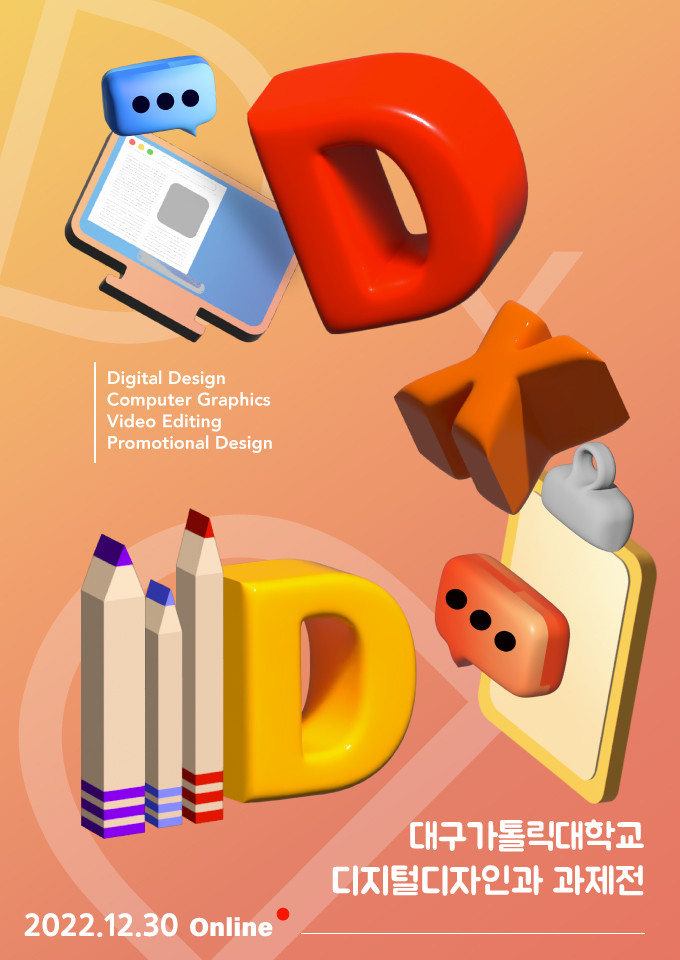 D
X
Digital Design
Computer Graphics
Video Editing
Promotional Design
D
대구가톨릭대학교
디지털디자인과 과제전
2022.12.30 Online